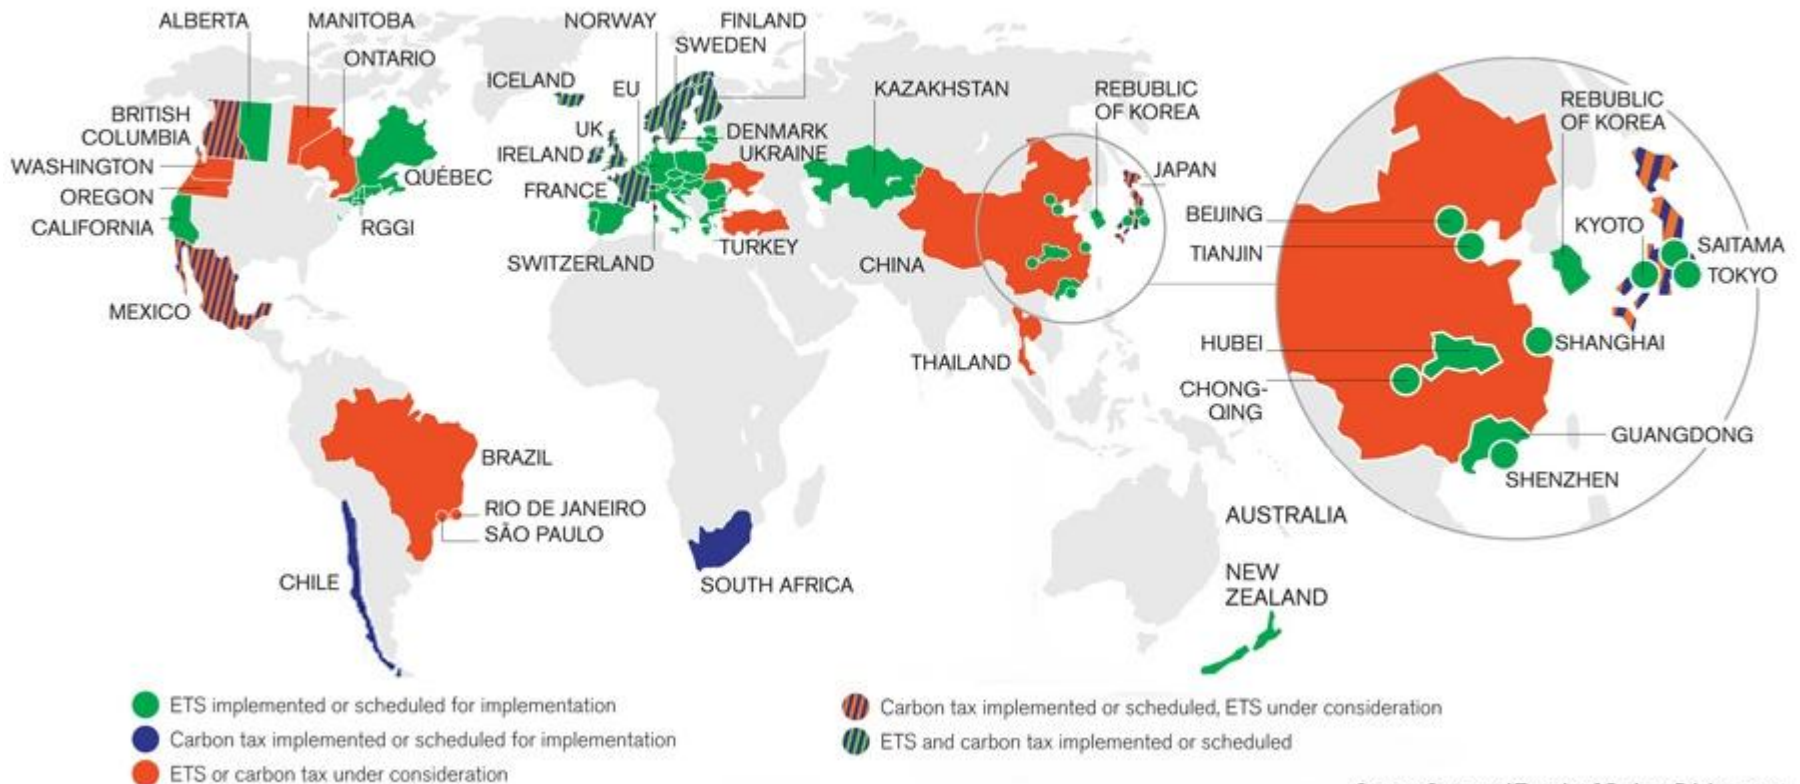 ALBERTA
MANITOBA
ONTARIO
BRITISH
COLUMBIA
WASHINGTON
OREGON
CALIFORNIA
QUÉBEC
RGGI
MEXICO
BRAZIL
RIO DE JANEIRO
SÃO PAULO
CHILE
NORWAY
FINLAND
SWEDEN
ICELAND
EU
UK
IRELAND
FRANCE
DENMARK
UKRAINE
SWITZERLAND
TURKEY
KAZAKHSTAN
REBUBLIC
OF KOREA
JAPAN
CHINA
THAILAND
SOUTH AFRICA
AUSTRALIA
NEW
ZEALAND
REBUBLIC
OF KOREA
BEIJING
TIANJIN
KYOTO
SAITAMA
TOKYO
HUBEI
SHANGHAI
CHONG-
QING
GUANGDONG
SHENZHEN
ETS implemented or scheduled for implementation
Carbon tax implemented or scheduled for implementation
ETS or carbon tax under consideration
Carbon tax implemented or scheduled, ETS under consideration
ETS and carbon tax implemented or scheduled